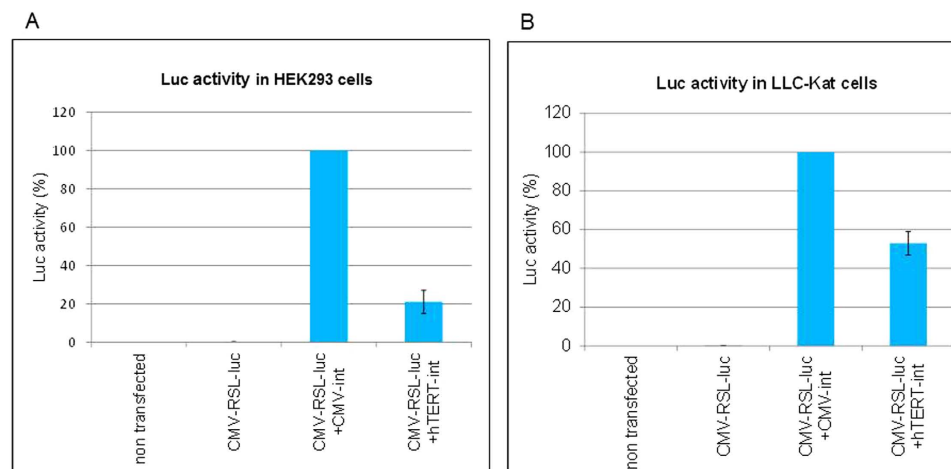 A
Luc activity in HEK293 cells
Luc activity (%)
120
100
80
60
40
20
0
non transfected
CMV-RSL-luc
CMV-RSL-luc
+CMV-int
CMV-RSL-luc
+hTERT-int
B
Luc activity in LLC-Kat cells
Luc activity (%)
120
100
80
60
40
20
0
non transfected
CMV-RSL-luc
CMV-RSL-luc
+CMV-int
CMV-RSL-luc
+hTERT-int